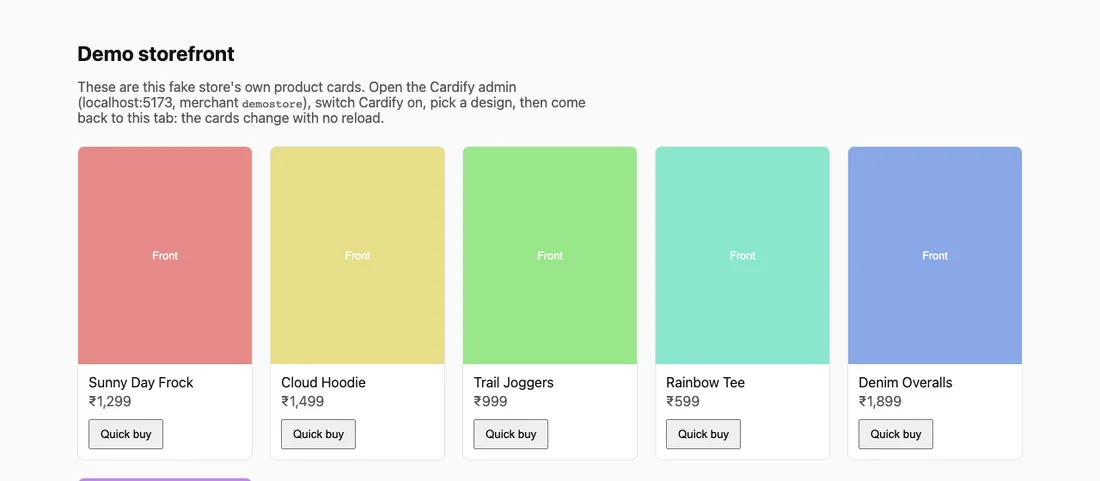 Demo storefront
These are this fake store's own product cards. Open the Cardify admin
(localhost:5173, merchant demostore), switch Cardify on, pick a design, then come
back to this tab: the cards change with no reload.
Front Front Front Front Front
Sunny Day Frock Cloud Hoodie Trail Joggers Rainbow Tee Denim Overalls
₹1,299 ₹1,499 ₹999 ₹599 ₹1,899
Quick buy Quick buy Quick buy Quick buy Quick buy